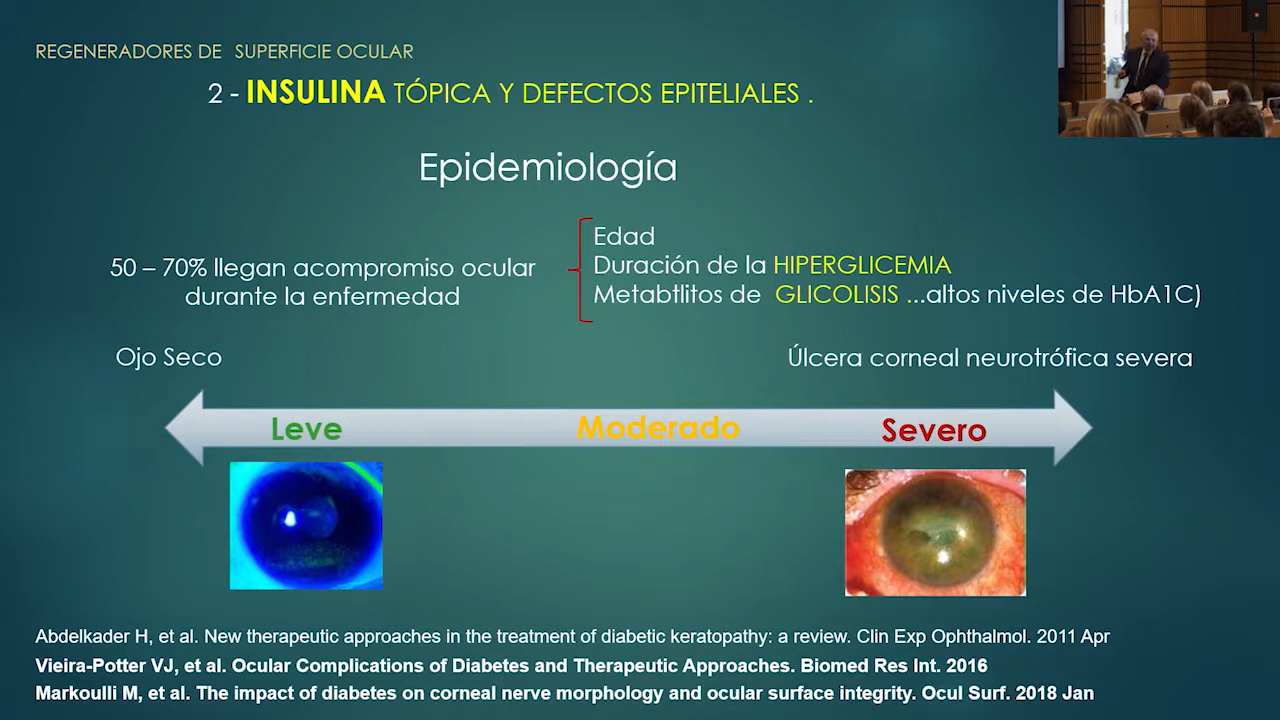 REGENERADORES DE SUPERFICIE OCULAR
2 - INSULINA TÓPICA Y DEFECTOS EPITELIALES .
Epidemiología
50 – 70% llegan acompromiso ocular
durante la enfermedad
Edad
Duración de la HIPERGLICEMIA
Metabtlitos de GLICOLISIS ...altos niveles de HbA1C)
Ojo Seco
Úlcera corneal neurotrófica severa
Leve
Moderado
Severo
Abdelkader H, et al. New therapeutic approaches in the treatment of diabetic keratopathy: a review. Clin Exp Ophthalmol. 2011 Apr
Vieira-Potter VJ, et al. Ocular Complications of Diabetes and Therapeutic Approaches. Biomed Res Int. 2016
Markoulli M, et al. The impact of diabetes on corneal nerve morphology and ocular surface integrity. Ocul Surf. 2018 Jan